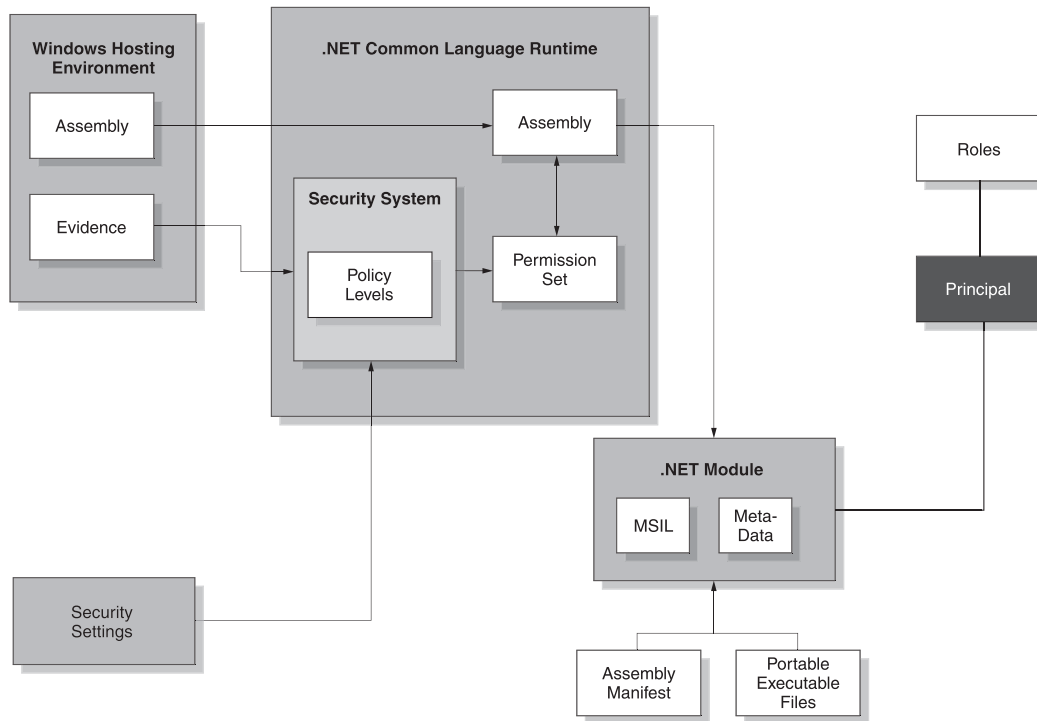 Windows Hosting
Environment
Assembly
Evidence
.NET Common Language Runtime
Assembly
Security System
Policy
Levels
Permission
Set
Roles
Principal
.NET Module
MSIL
Meta-
Data
Security
Settings
Assembly
Manifest
Portable
Executable
Files